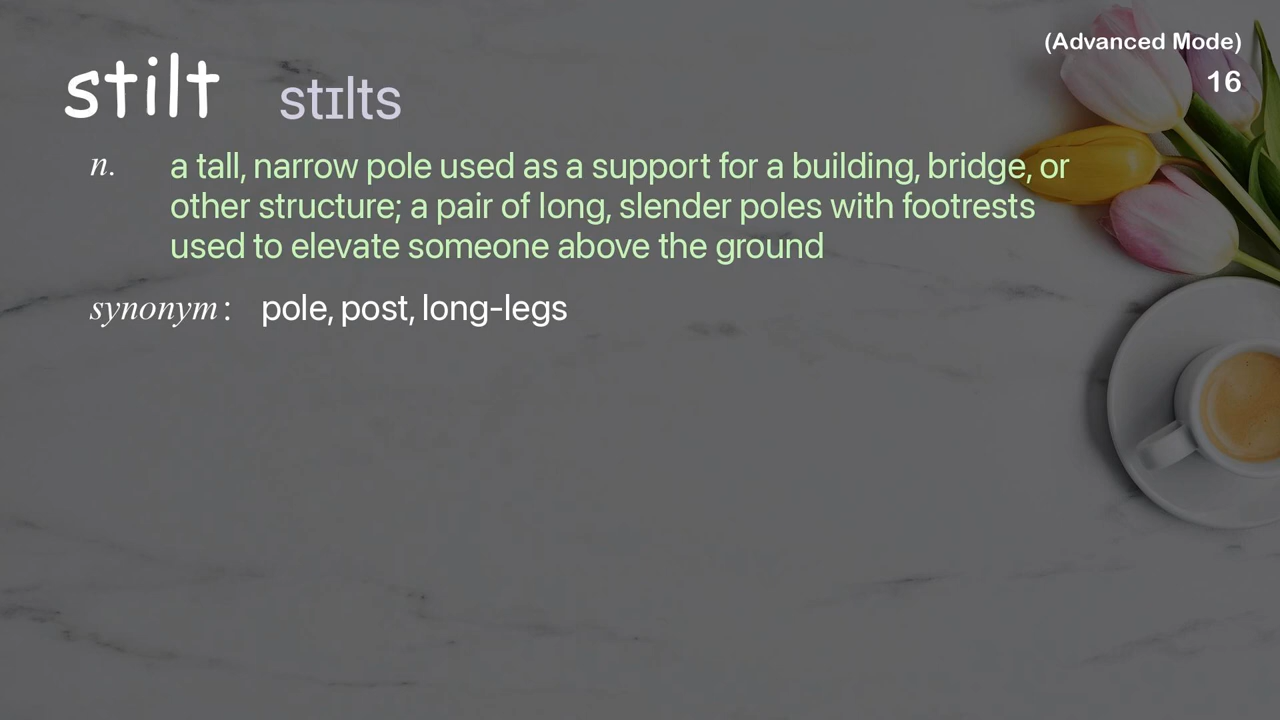 (Advanced Mode)
16
stilt stɪlts
n. a tall, narrow pole used as a support for a building, bridge, or
other structure; a pair of long, slender poles with footrests
used to elevate someone above the ground
synonym: pole, post, long-legs